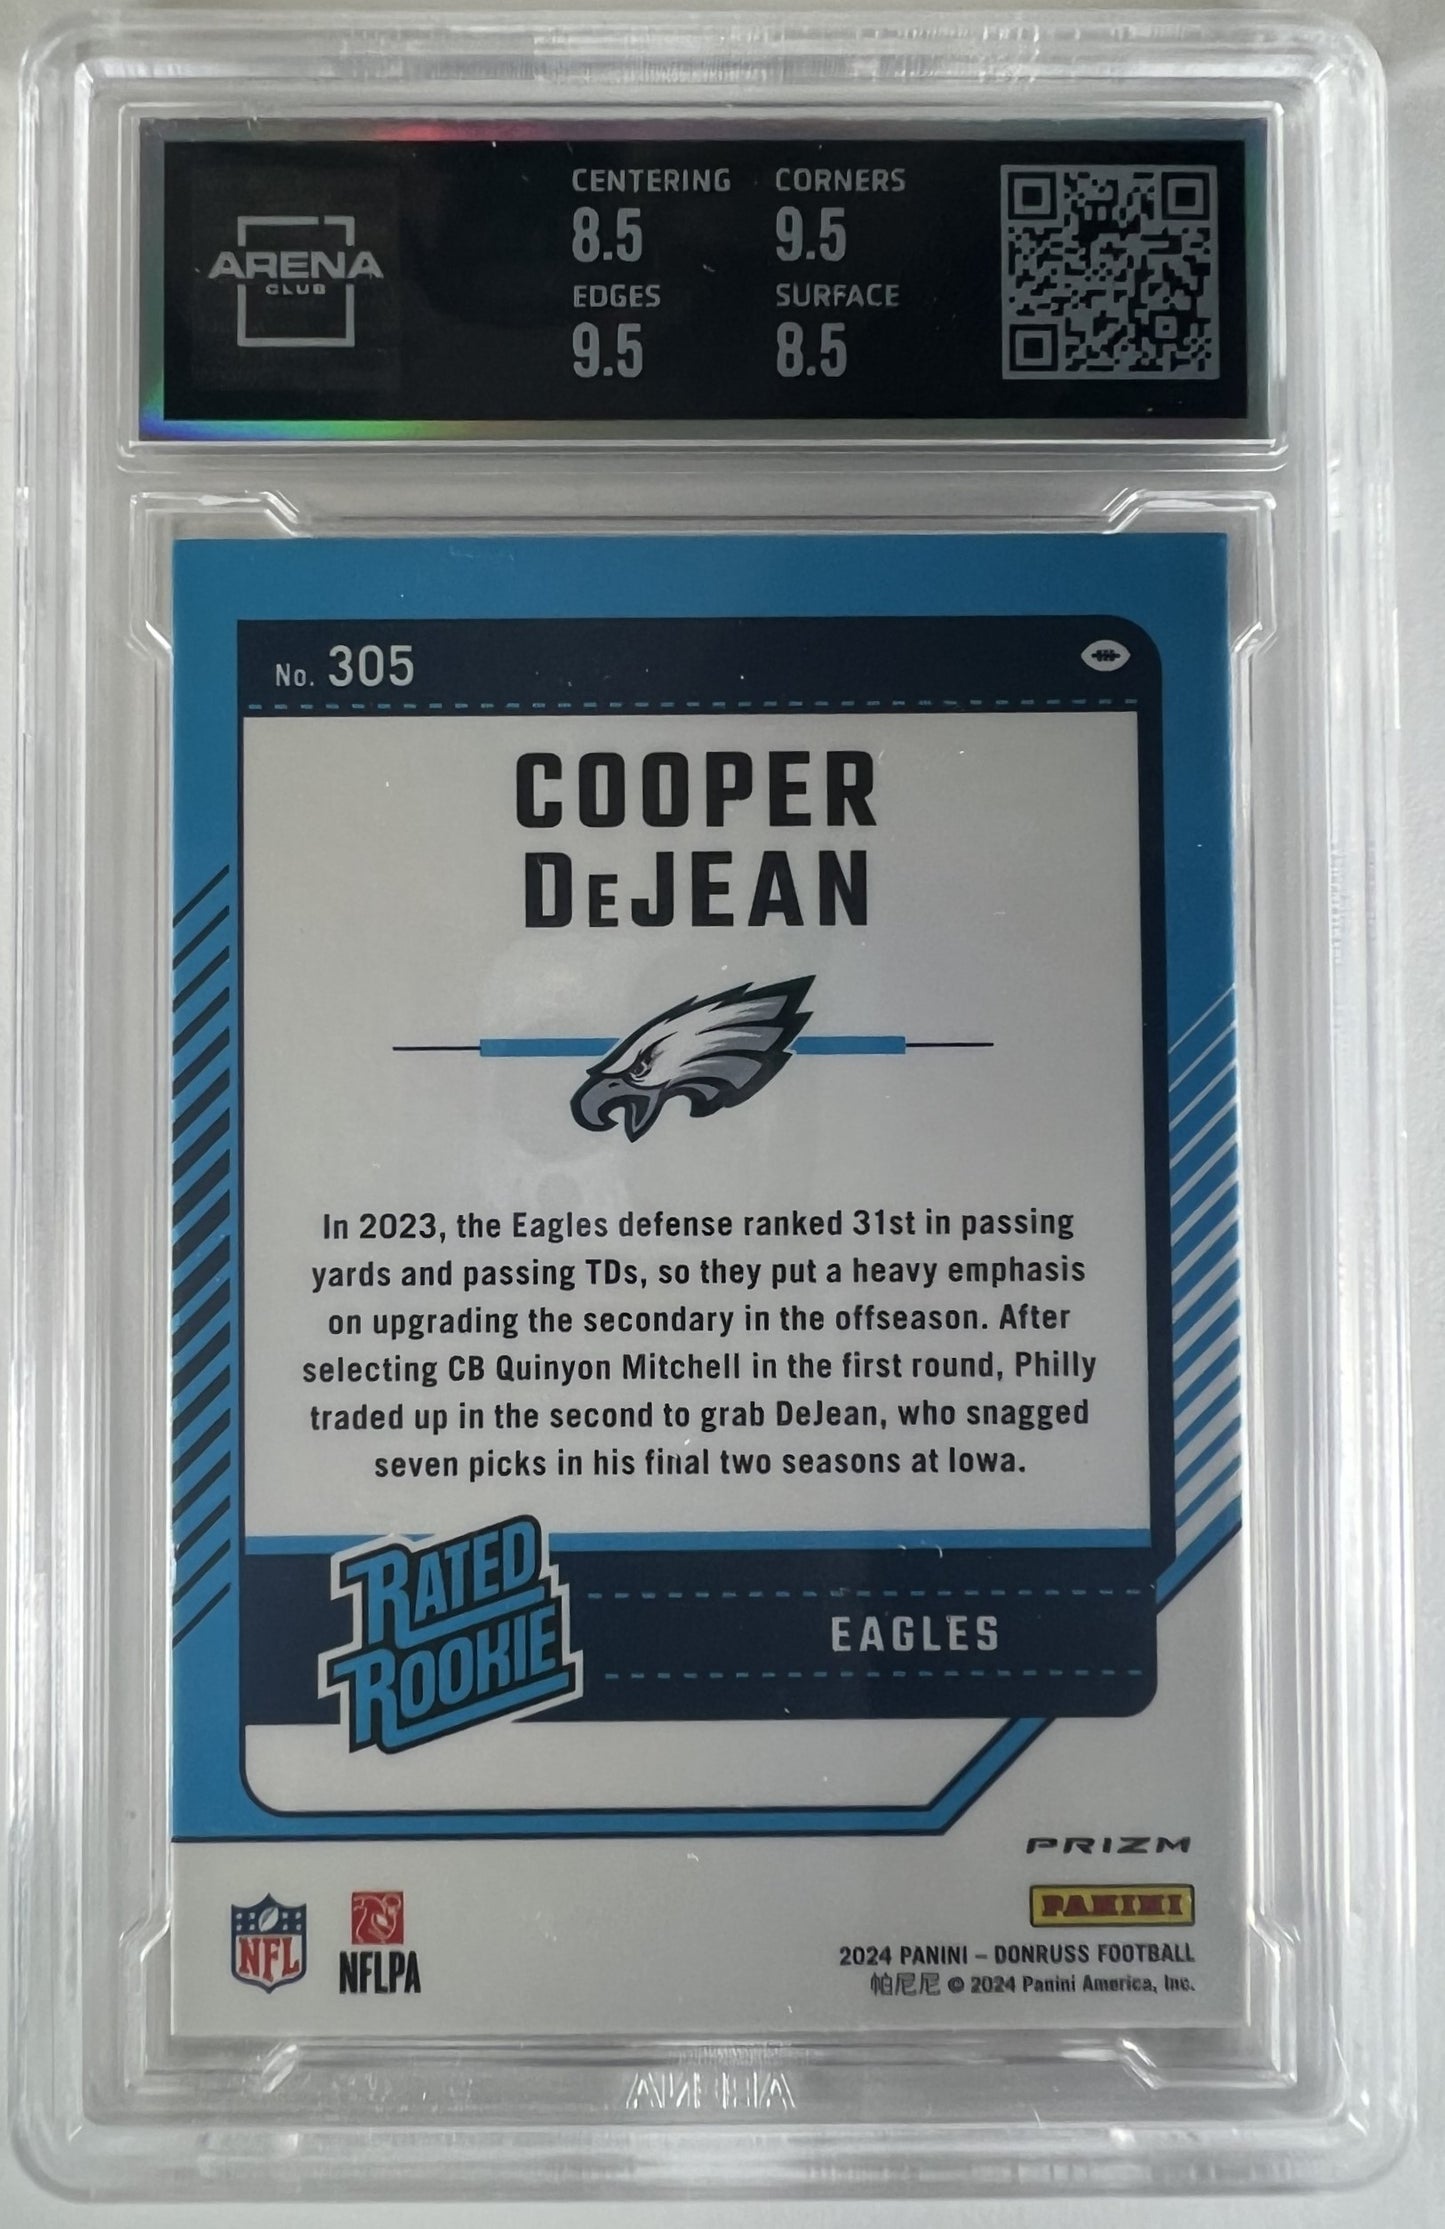 ARENA
CLUB
CENTERING CORNERS
8.5 9.5
EDGES SURFACE
9.5 8.5
No. 305
COOPER
DeJEAN
In 2023, the Eagles defense ranked 31st in passing
yards and passing TDs, so they put a heavy emphasis
on upgrading the secondary in the offseason. After
selecting CB Quinyon Mitchell in the first round, Philly
traded up in the second to grab DeJean, who snagged
seven picks in his final two seasons at Iowa.
RATED
ROOKIE
EAGLES
PRIZM
PANINI
NFL
NFLPA
2024 PANINI – DONRUSS FOOTBALL
帕尼尼 © 2024 Panini America, Inc.
ARENA